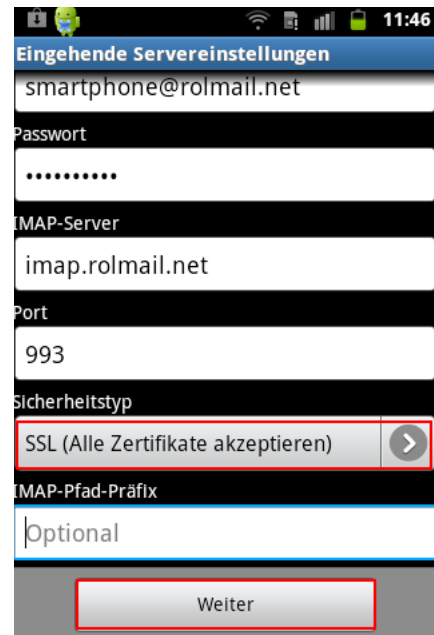 11:46
Eingehende Servereinstellungen
smartphone@rolmail.net
Passwort
••••••••••
IMAP-Server
imap.rolmail.net
Port
993
Sicherheitstyp
SSL (Alle Zertifikate akzeptieren)
IMAP-Pfad-Präfix
Optional
Weiter